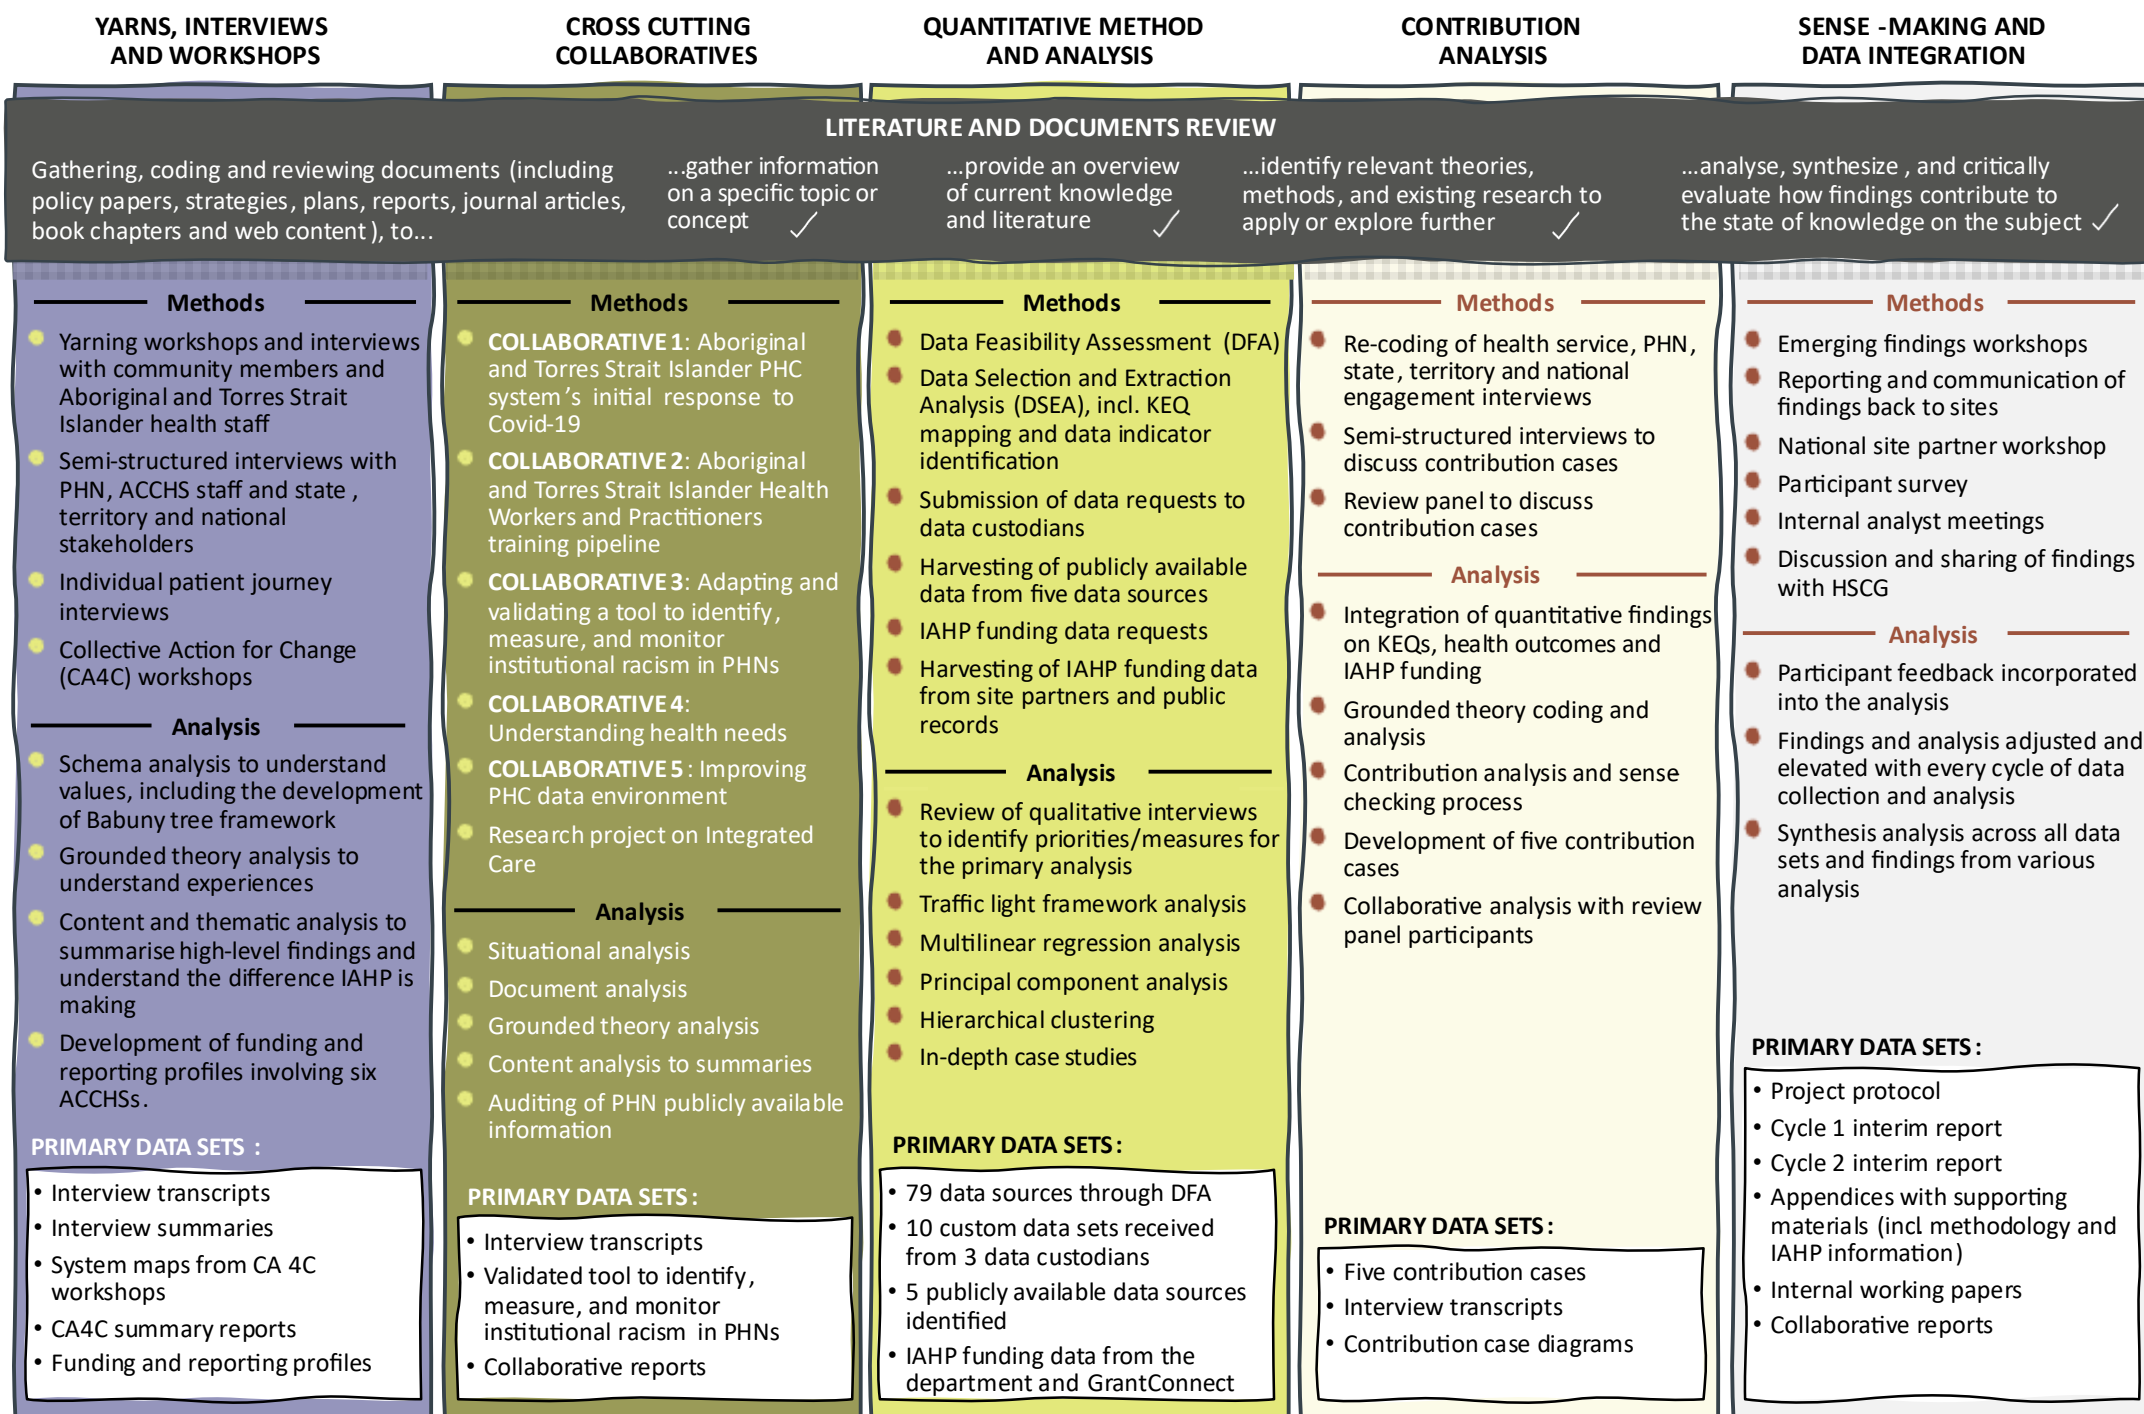 YARNS, INTERVIEWS
AND WORKSHOPS
CROSS CUTTING
COLLABORATIVES
QUANTITATIVE METHOD
AND ANALYSIS
CONTRIBUTION
ANALYSIS
SENSE -MAKING AND
DATA INTEGRATION
LITERATURE AND DOCUMENTS REVIEW
Gathering, coding and reviewing documents (including
policy papers, strategies, plans, reports, journal articles,
book chapters and web content), to...
...gather information
on a specific topic or
concept ✓
...provide an overview
of current knowledge
and literature ✓
...identify relevant theories,
methods, and existing research to
apply or explore further ✓
...analyse, synthesize , and critically
evaluate how findings contribute to
the state of knowledge on the subject ✓
Methods
• Yarning workshops and interviews
with community members and
Aboriginal and Torres Strait
Islander health staff
• Semi-structured interviews with
PHN, ACCHS staff and state ,
territory and national
stakeholders
• Individual patient journey
interviews
• Collective Action for Change
(CA4C) workshops
Analysis
• Schema analysis to understand
values, including the development
of Babuny tree framework
• Grounded theory analysis to
understand experiences
• Content and thematic analysis to
summarise high-level findings and
understand the difference IAHP is
making
• Development of funding and
reporting profiles involving six
ACCHSs.
PRIMARY DATA SETS :
• Interview transcripts
• Interview summaries
• System maps from CA 4C
workshops
• CA4C summary reports
• Funding and reporting profiles
Methods
• COLLABORATIVE 1: Aboriginal
and Torres Strait Islander PHC
system's initial response to
Covid-19
• COLLABORATIVE 2: Aboriginal
and Torres Strait Islander Health
Workers and Practitioners
training pipeline
• COLLABORATIVE 3: Adapting and
validating a tool to identify,
measure, and monitor
institutional racism in PHNs
• COLLABORATIVE 4:
Understanding health needs
• COLLABORATIVE 5: Improving
PHC data environment
• Research project on Integrated
Care
Analysis
• Situational analysis
• Document analysis
• Grounded theory analysis
• Content analysis to summaries
• Auditing of PHN publicly available
information
PRIMARY DATA SETS :
• Interview transcripts
• Validated tool to identify,
measure, and monitor
institutional racism in PHNs
• Collaborative reports
Methods
• Data Feasibility Assessment (DFA)
• Data Selection and Extraction
Analysis (DSEA), incl. KEQ
mapping and data indicator
identification
• Submission of data requests to
data custodians
• Harvesting of publicly available
data from five data sources
• IAHP funding data requests
• Harvesting of IAHP funding data
from site partners and public
records
Analysis
• Review of qualitative interviews
to identify priorities/measures for
the primary analysis
• Traffic light framework analysis
• Multilinear regression analysis
• Principal component analysis
• Hierarchical clustering
• In-depth case studies
PRIMARY DATA SETS :
• 79 data sources through DFA
• 10 custom data sets received
from 3 data custodians
• 5 publicly available data sources
identified
• IAHP funding data from the
department and GrantConnect
Methods
• Re-coding of health service, PHN,
state, territory and national
engagement interviews
• Semi-structured interviews to
discuss contribution cases
• Review panel to discuss
contribution cases
Analysis
• Integration of quantitative findings
on KEQs, health outcomes and
IAHP funding
• Grounded theory coding and
analysis
• Contribution analysis and sense
checking process
• Development of five contribution
cases
• Collaborative analysis with review
panel participants
PRIMARY DATA SETS :
• Five contribution cases
• Interview transcripts
• Contribution case diagrams
Methods
• Emerging findings workshops
• Reporting and communication of
findings back to sites
• National site partner workshop
• Participant survey
• Internal analyst meetings
• Discussion and sharing of findings
with HSCG
Analysis
• Participant feedback incorporated
into the analysis
• Findings and analysis adjusted and
elevated with every cycle of data
collection and analysis
• Synthesis analysis across all data
sets and findings from various
analysis
PRIMARY DATA SETS :
• Project protocol
• Cycle 1 interim report
• Cycle 2 interim report
• Appendices with supporting
materials (incl. methodology and
IAHP information)
• Internal working papers
• Collaborative reports